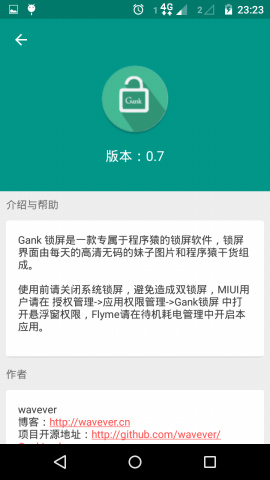 1 4G 2 23:23
Gank
版本：0.7
介绍与帮助
Gank 锁屏是一款专属于程序猿的锁屏软件，锁屏
界面由每天的高清无码的妹子图片和程序猿干货组
成。
使用前请关闭系统锁屏，避免造成双锁屏，MIUI用
户请在 授权管理->应用权限管理->Gank锁屏 中打
开悬浮窗权限，Flyme请在待机耗电管理中开启本
应用。
作者
wavever
博客：http://wavever.cn
项目开源地址：http://github.com/wavever/